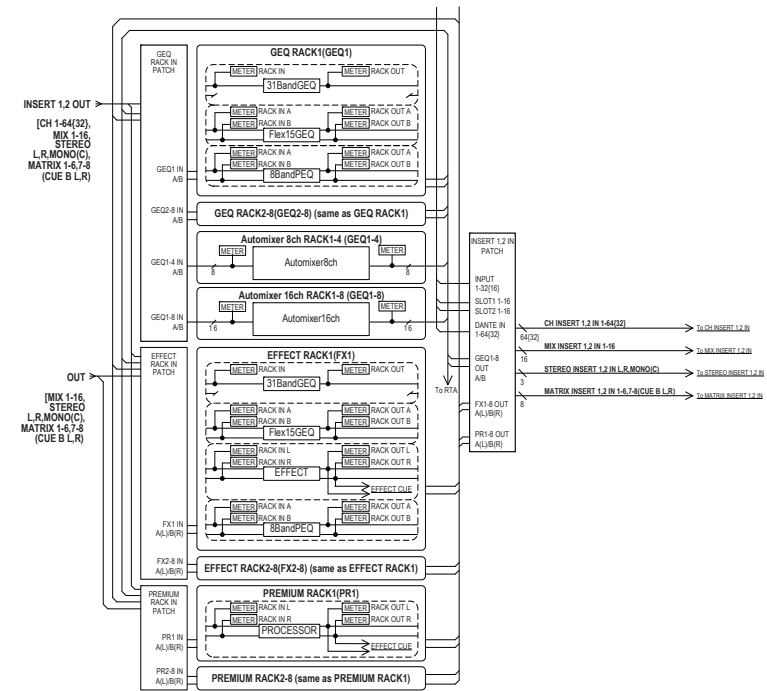 GEQ
RACK IN
PATCH
GEQ RACK1(GEQ1)
METER RACK IN
METER RACK OUT
31BandGEQ
INSERT 1,2 OUT
[CH 1-64{32},
MIX 1-16,
STEREO
L,R,MONO(C),
MATRIX 1-6,7-8
(CUE B L,R)
METER RACK IN A
METER RACK OUT A
METER RACK IN B
METER RACK OUT B
Flex15GEQ
METER RACK IN A
METER RACK OUT A
METER RACK IN B
METER RACK OUT B
8BandPEQ
GEQ1 IN
A/B
GEQ2-8 IN
A/B
GEQ RACK2-8(GEQ2-8) (same as GEQ RACK1)
Automixer 8ch RACK1-4 (GEQ1-4)
METER
METER
GEQ1-4 IN
A/B
8
Automixer8ch
8
Automixer 16ch RACK1-8 (GEQ1-8)
METER
METER
GEQ1-8 IN
A/B
16
Automixer16ch
16
INSERT 1,2 IN
PATCH
INPUT
1-32{16}
SLOT1 1-16
SLOT2 1-16
DANTE IN
1-64{32}
GEQ1-8
OUT
A/B
FX1-8 OUT
A(L)/B(R)
PR1-8 OUT
A(L)/B(R)
CH INSERT 1,2 IN 1-64{32}
64{32}
To CH INSERT 1,2 IN
MIX INSERT 1,2 IN 1-16
16
To MIX INSERT 1,2 IN
STEREO INSERT 1,2 IN L,R,MONO(C)
3
To STEREO INSERT 1,2 IN
MATRIX INSERT 1,2 IN 1-6,7-8(CUE B L,R)
8
To MATRIX INSERT 1,2 IN
To RTA
EFFECT
RACK IN
PATCH
EFFECT RACK1(FX1)
METER RACK IN
METER RACK OUT
31BandGEQ
OUT
[MIX 1-16,
STEREO
L,R,MONO(C),
MATRIX 1-6,7-8
(CUE B L,R)
METER RACK IN A
METER RACK OUT A
METER RACK IN B
METER RACK OUT B
Flex15GEQ
METER RACK IN L
METER RACK OUT L
METER RACK IN R
METER RACK OUT R
EFFECT
EFFECT CUE
METER RACK IN A
METER RACK OUT A
METER RACK IN B
METER RACK OUT B
8BandPEQ
FX1 IN
A(L)/B(R)
FX2-8 IN
A(L)/B(R)
EFFECT RACK2-8(FX2-8) (same as EFFECT RACK1)
PREMIUM
RACK IN
PATCH
PREMIUM RACK1(PR1)
METER RACK IN L
METER RACK OUT L
METER RACK IN R
METER RACK OUT R
PROCESSOR
EFFECT CUE
PR1 IN
A(L)/B(R)
PR2-8 IN
A(L)/B(R)
PREMIUM RACK2-8 (same as PREMIUM RACK1)